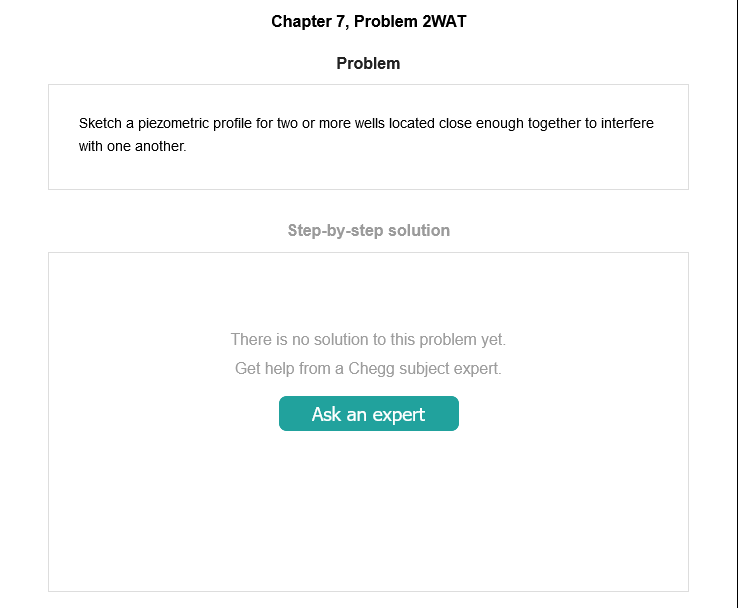 Chapter 7, Problem 2WAT
Problem
Sketch a piezometric profile for two or more wells located close enough together to interfere
with one another.
Step-by-step solution
There is no solution to this problem yet.
Get help from a Chegg subject expert.
Ask an expert